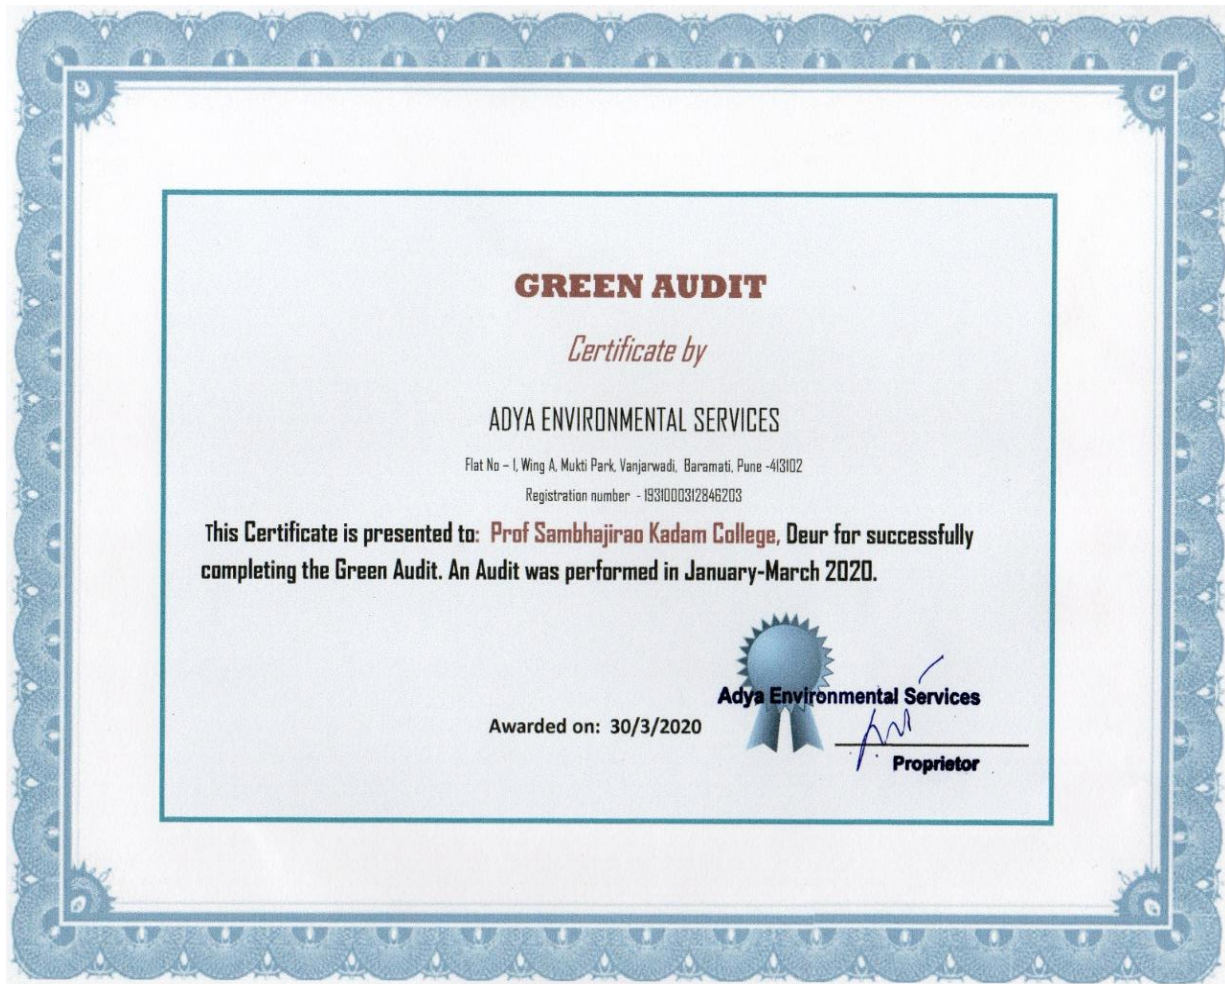 GREEN AUDIT
Certificate by
ADYA ENVIRONMENTAL SERVICES
Flat No – 1, Wing A, Mukti Park, Vanjarwadi, Baramati, Pune -413102
Registration number - 1931000312846203
This Certificate is presented to: Prof Sambhajirao Kadam College, Deur for successfully
completing the Green Audit. An Audit was performed in January-March 2020.
Adya Environmental Services
Awarded on: 30/3/2020
Proprietor